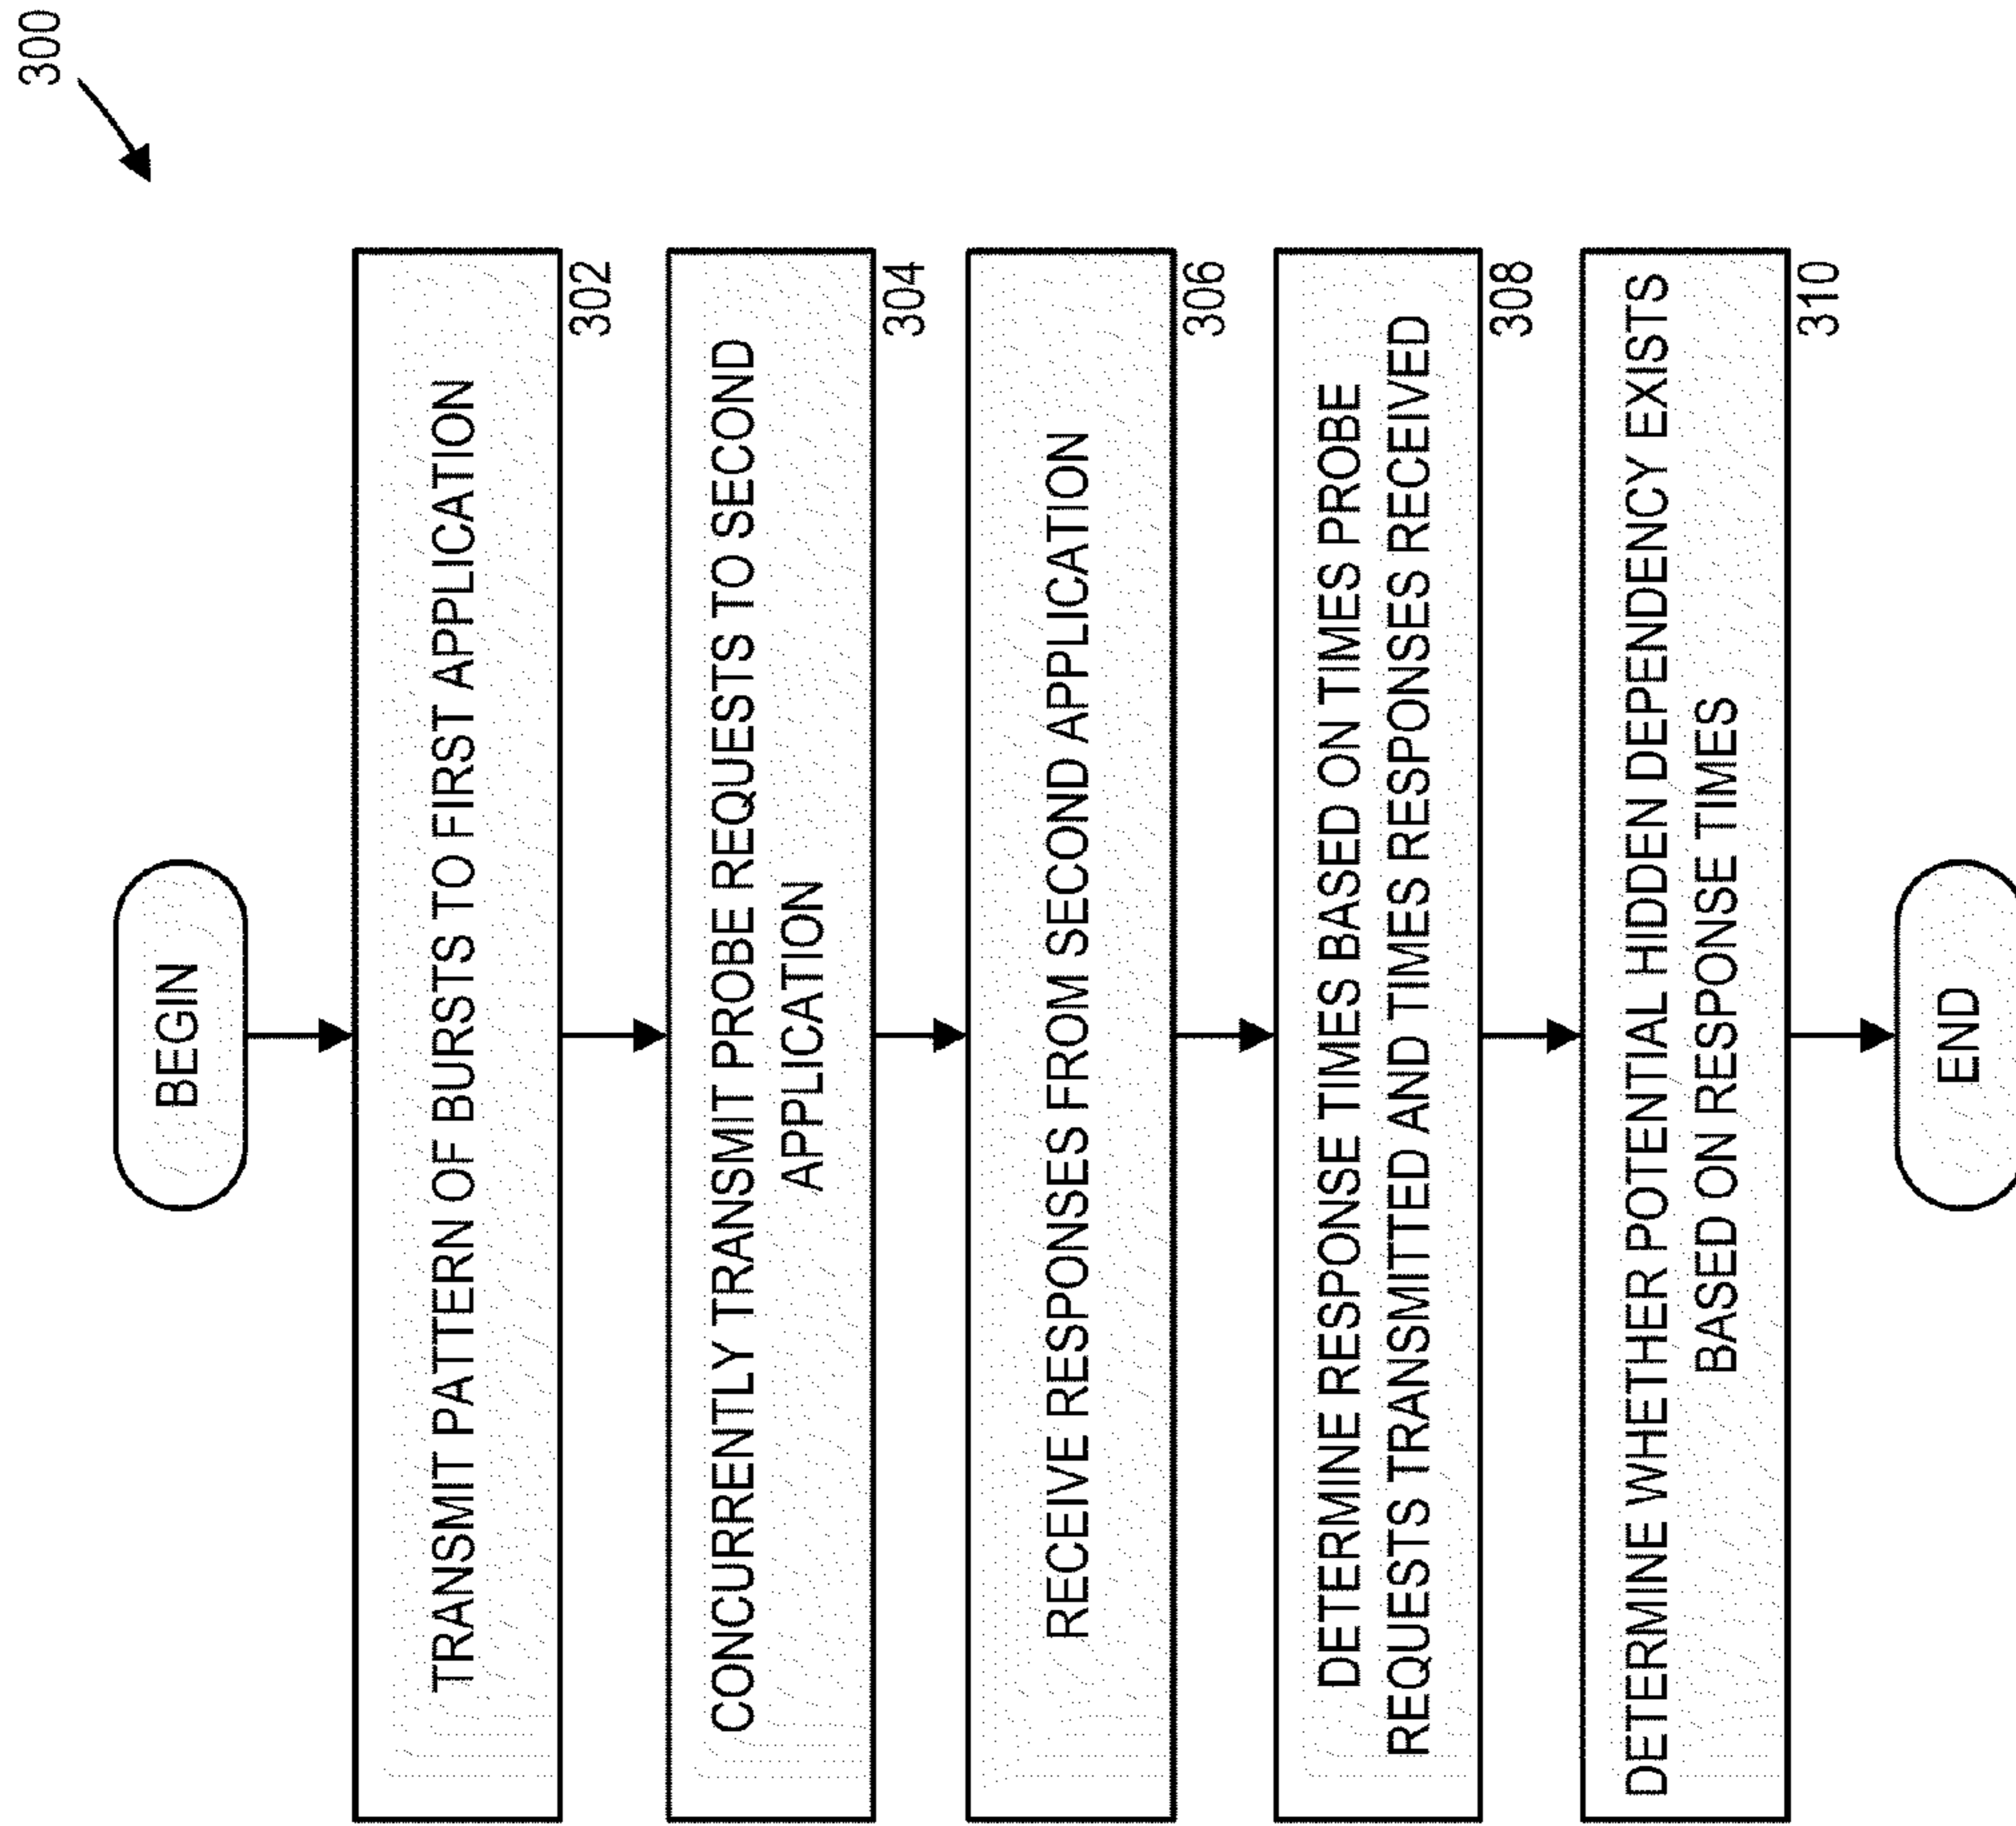 300
BEGIN
TRANSMIT PATTERN OF BURSTS TO FIRST APPLICATION
302
CONCURRENTLY TRANSMIT PROBE REQUESTS TO SECOND
APPLICATION
304
RECEIVE RESPONSES FROM SECOND APPLICATION
306
DETERMINE RESPONSE TIMES BASED ON TIMES PROBE
REQUESTS TRANSMITTED AND TIMES RESPONSES RECEIVED
308
DETERMINE WHETHER POTENTIAL HIDDEN DEPENDENCY EXISTS
BASED ON RESPONSE TIMES
310
END